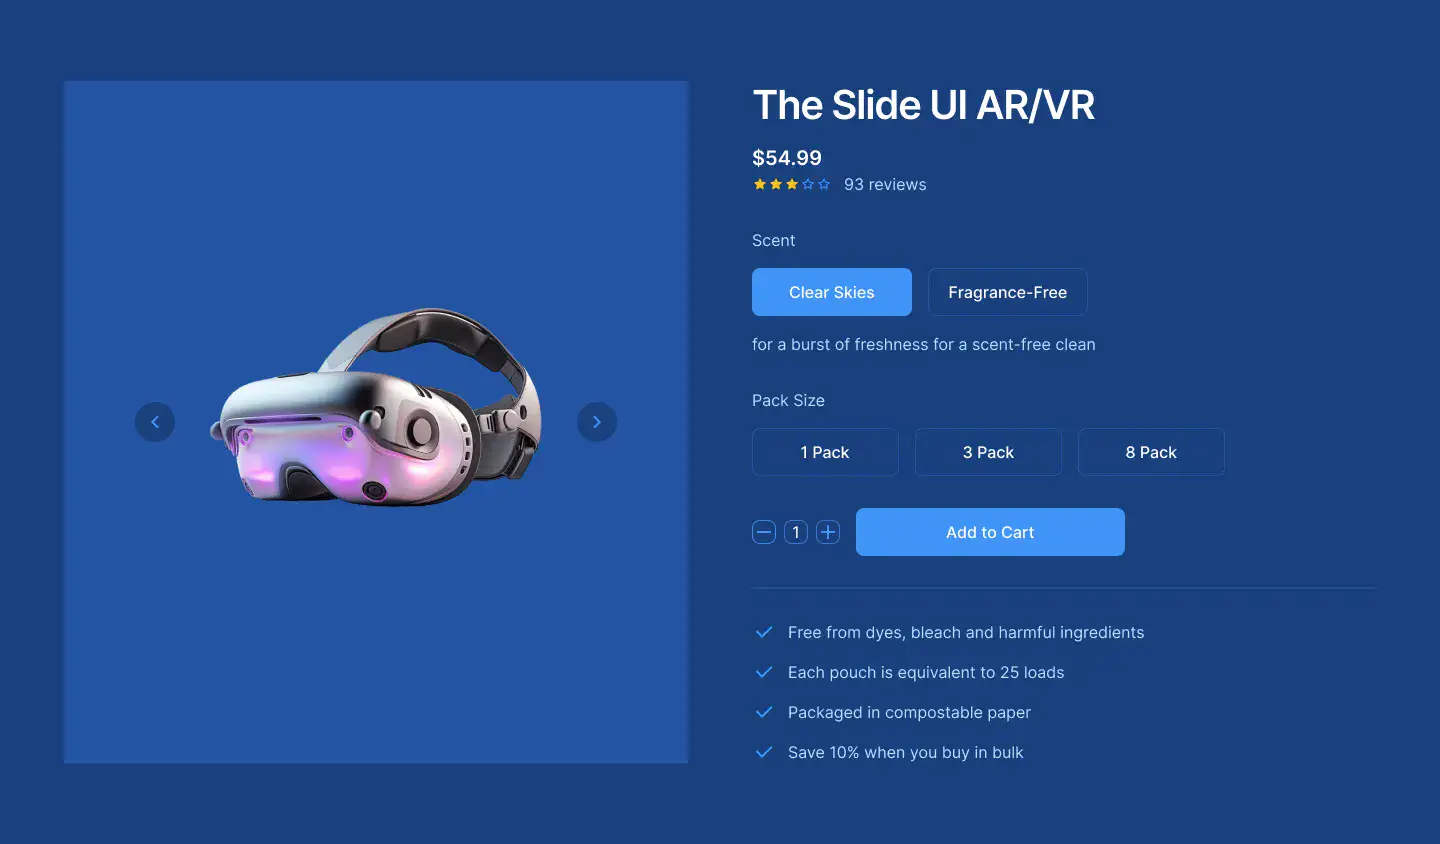 The Slide UI AR/VR
$54.99
93 reviews
Scent
Clear Skies
Fragrance-Free
for a burst of freshness for a scent-free clean
Pack Size
1 Pack
3 Pack
8 Pack
1
Add to Cart
Free from dyes, bleach and harmful ingredients
Each pouch is equivalent to 25 loads
Packaged in compostable paper
Save 10% when you buy in bulk